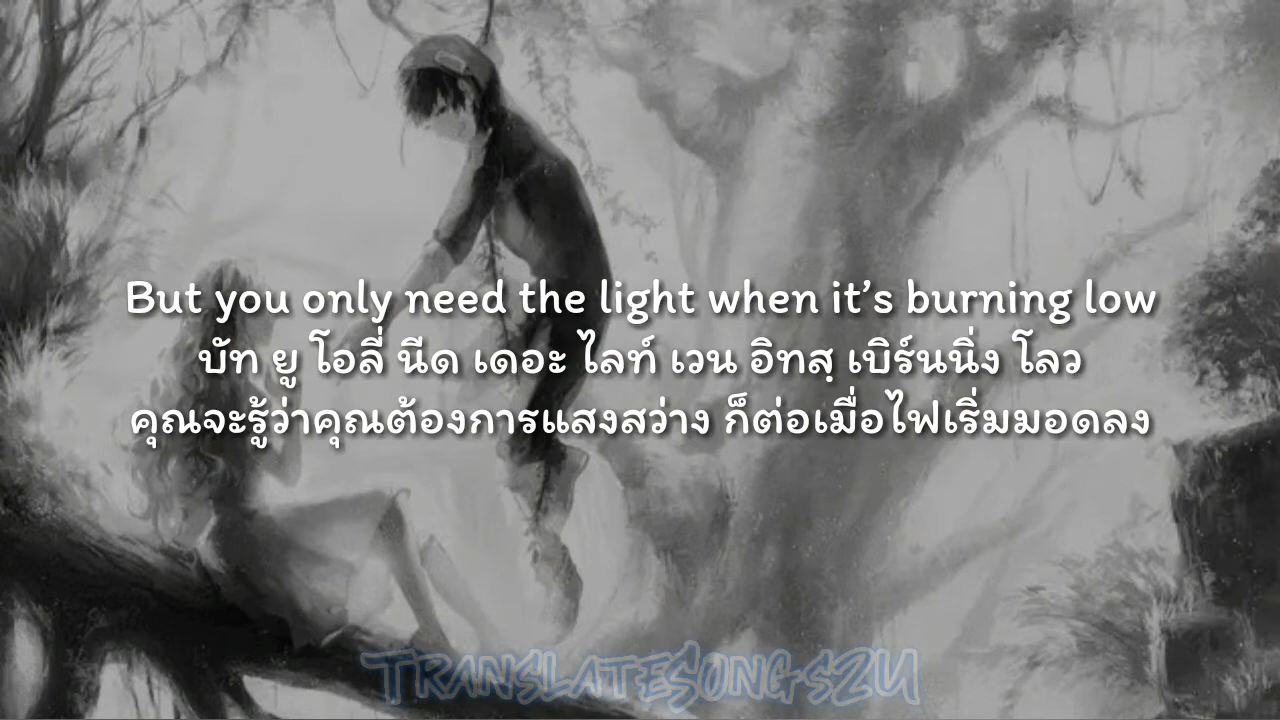 But you only need the light when it's burning low
บัท ยู โอลี่ นีด เดอะ ไลท์ เวน อิทสฺ เบิร์นนิ่ง โลว
คุณจะรู้ว่าคุณต้องการแสงสว่าง ก็ต่อเมื่อไฟเริ่มมอดลง
TRANSLATESONGS2U